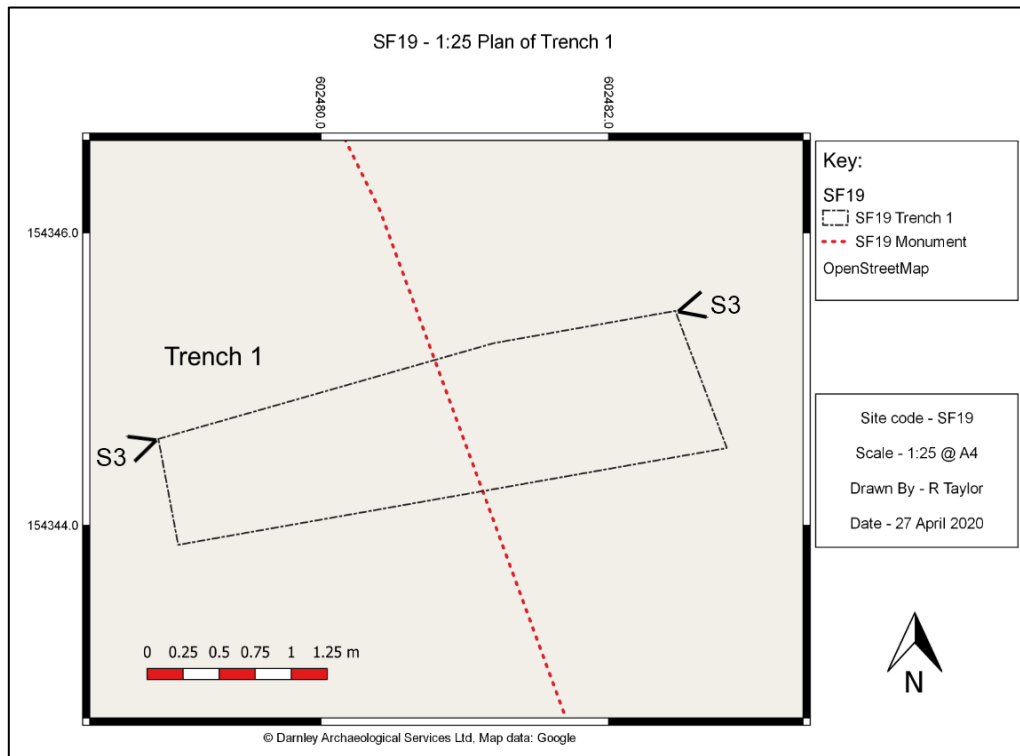 SF19 - 1:25 Plan of Trench 1
602480.0
602482.0
154346.0
154344.0
Trench 1
S3
S3
0 0.25 0.5 0.75 1 1.25 m
© Darnley Archaeological Services Ltd, Map data: Google
Key:
SF19
SF19 Trench 1
SF19 Monument
OpenStreetMap
Site code - SF19
Scale - 1:25 @ A4
Drawn By - R Taylor
Date - 27 April 2020
N